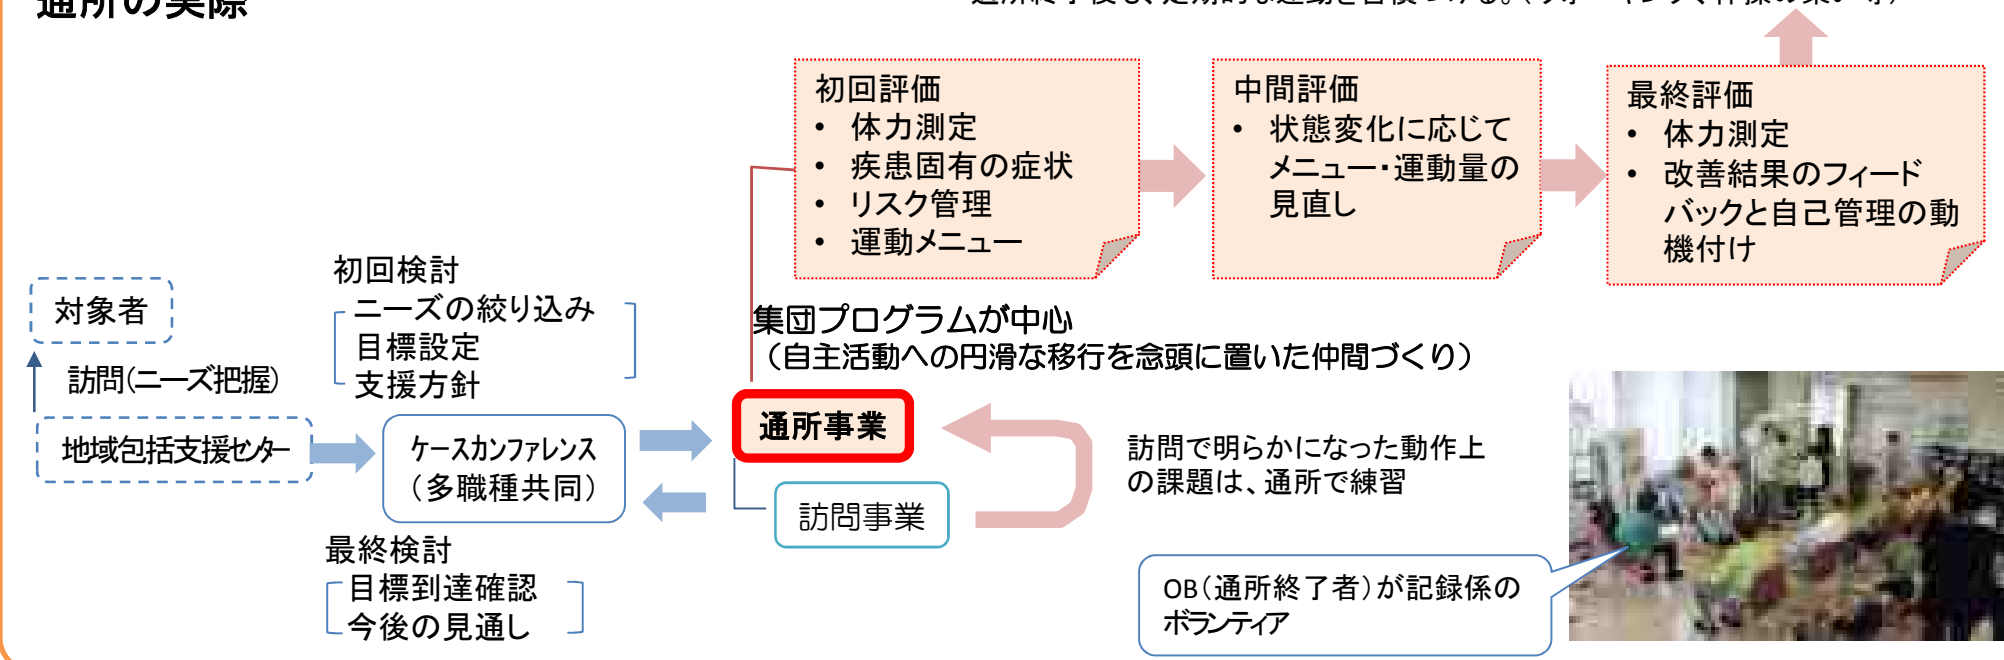 通所の実際
初回評価
• 体力測定
• 疾患固有の症状
• リスク管理
• 運動メニュー
中間評価
• 状態変化に応じて
メニュー・運動量の
見直し
最終評価
• 体力測定
• 改善結果のフィード
バックと自己管理の動
機付け
対象者
訪問(ニーズ把握)
地域包括支援センター
初回検討
ニーズの絞り込み
目標設定
支援方針
ケースカンファレンス
（多職種共同）
最終検討
目標到達確認
今後の見通し
集団プログラムが中心
（自主活動への円滑な移行を念頭に置いた仲間づくり）
通所事業
訪問事業
訪問で明らかになった動作上
の課題は、通所で練習
OB（通所終了者）が記録係の
ボランティア